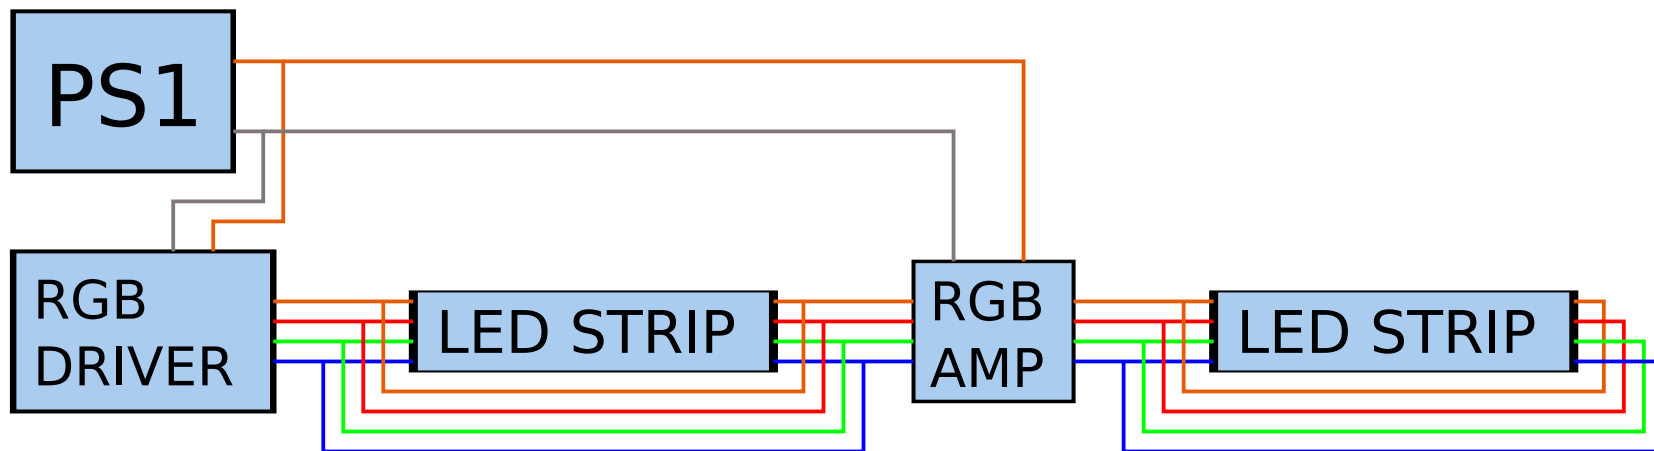 PS1
RGB
DRIVER
LED STRIP
RGB
AMP
LED STRIP